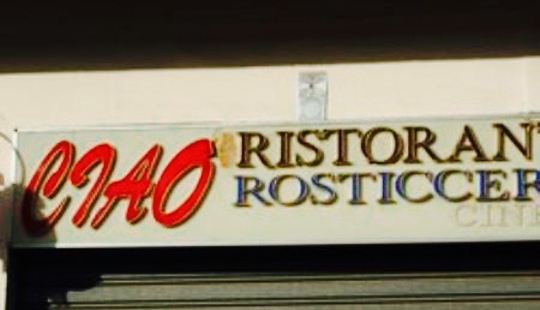 CIAO
RISTORANT
ROSTICCER
CINE